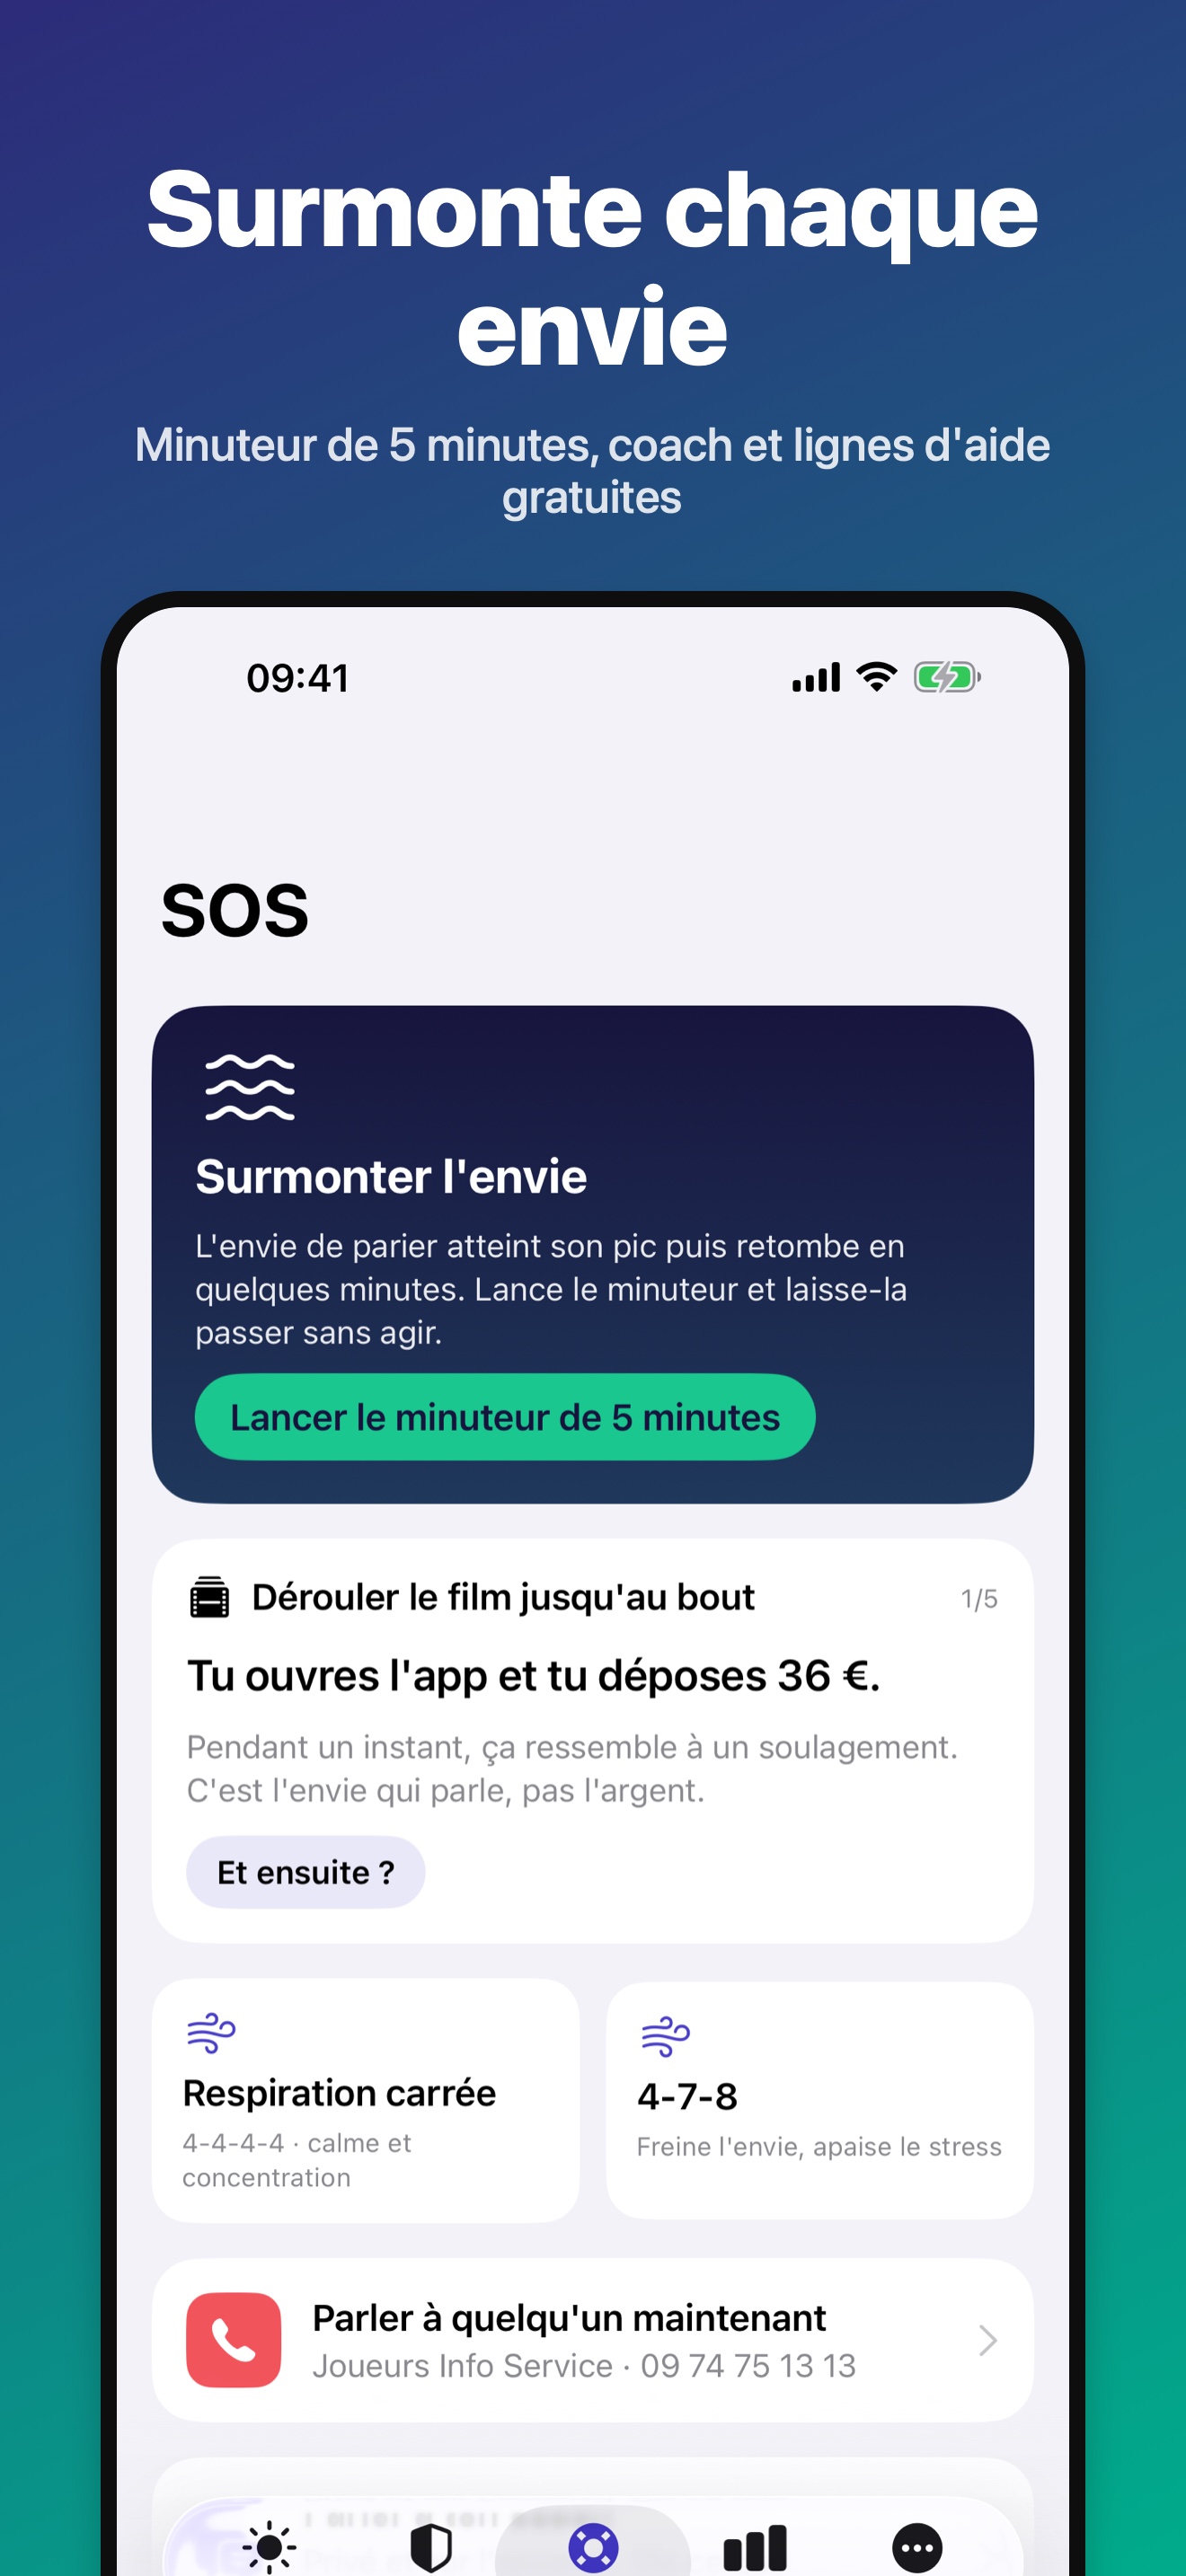 Surmonte chaque
envie
Minuteur de 5 minutes, coach et lignes d'aide
gratuites
09:41
SOS
Surmonter l'envie
L'envie de parier atteint son pic puis retombe en
quelques minutes. Lance le minuteur et laisse-la
passer sans agir.
Lancer le minuteur de 5 minutes
Dérouler le film jusqu'au bout
1/5
Tu ouvres l'app et tu déposes 36 €.
Pendant un instant, ça ressemble à un soulagement.
C'est l'envie qui parle, pas l'argent.
Et ensuite ?
Respiration carrée
4-4-4-4 · calme et
concentration
4-7-8
Freine l'envie, apaise le stress
Parler à quelqu'un maintenant
Joueurs Info Service · 09 74 75 13 13